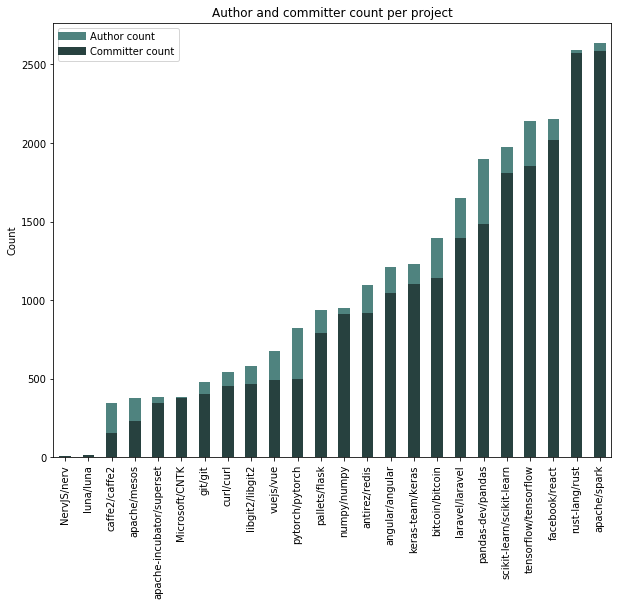 Author and committer count per project
Author count
Committer count
Count
2500
2000
1500
1000
500
0
NervJS/nerv
luna/luna
caffe2/caffe2
apache/mesos
apache-incubator/superset
Microsoft/CNTK
git/git
curl/curl
libgit2/libgit2
vuejs/vue
pytorch/pytorch
pallets/flask
numpy/numpy
antirez/redis
angular/angular
keras-team/keras
bitcoin/bitcoin
laravel/laravel
pandas-dev/pandas
scikit-learn/scikit-learn
tensorflow/tensorflow
facebook/react
rust-lang/rust
apache/spark